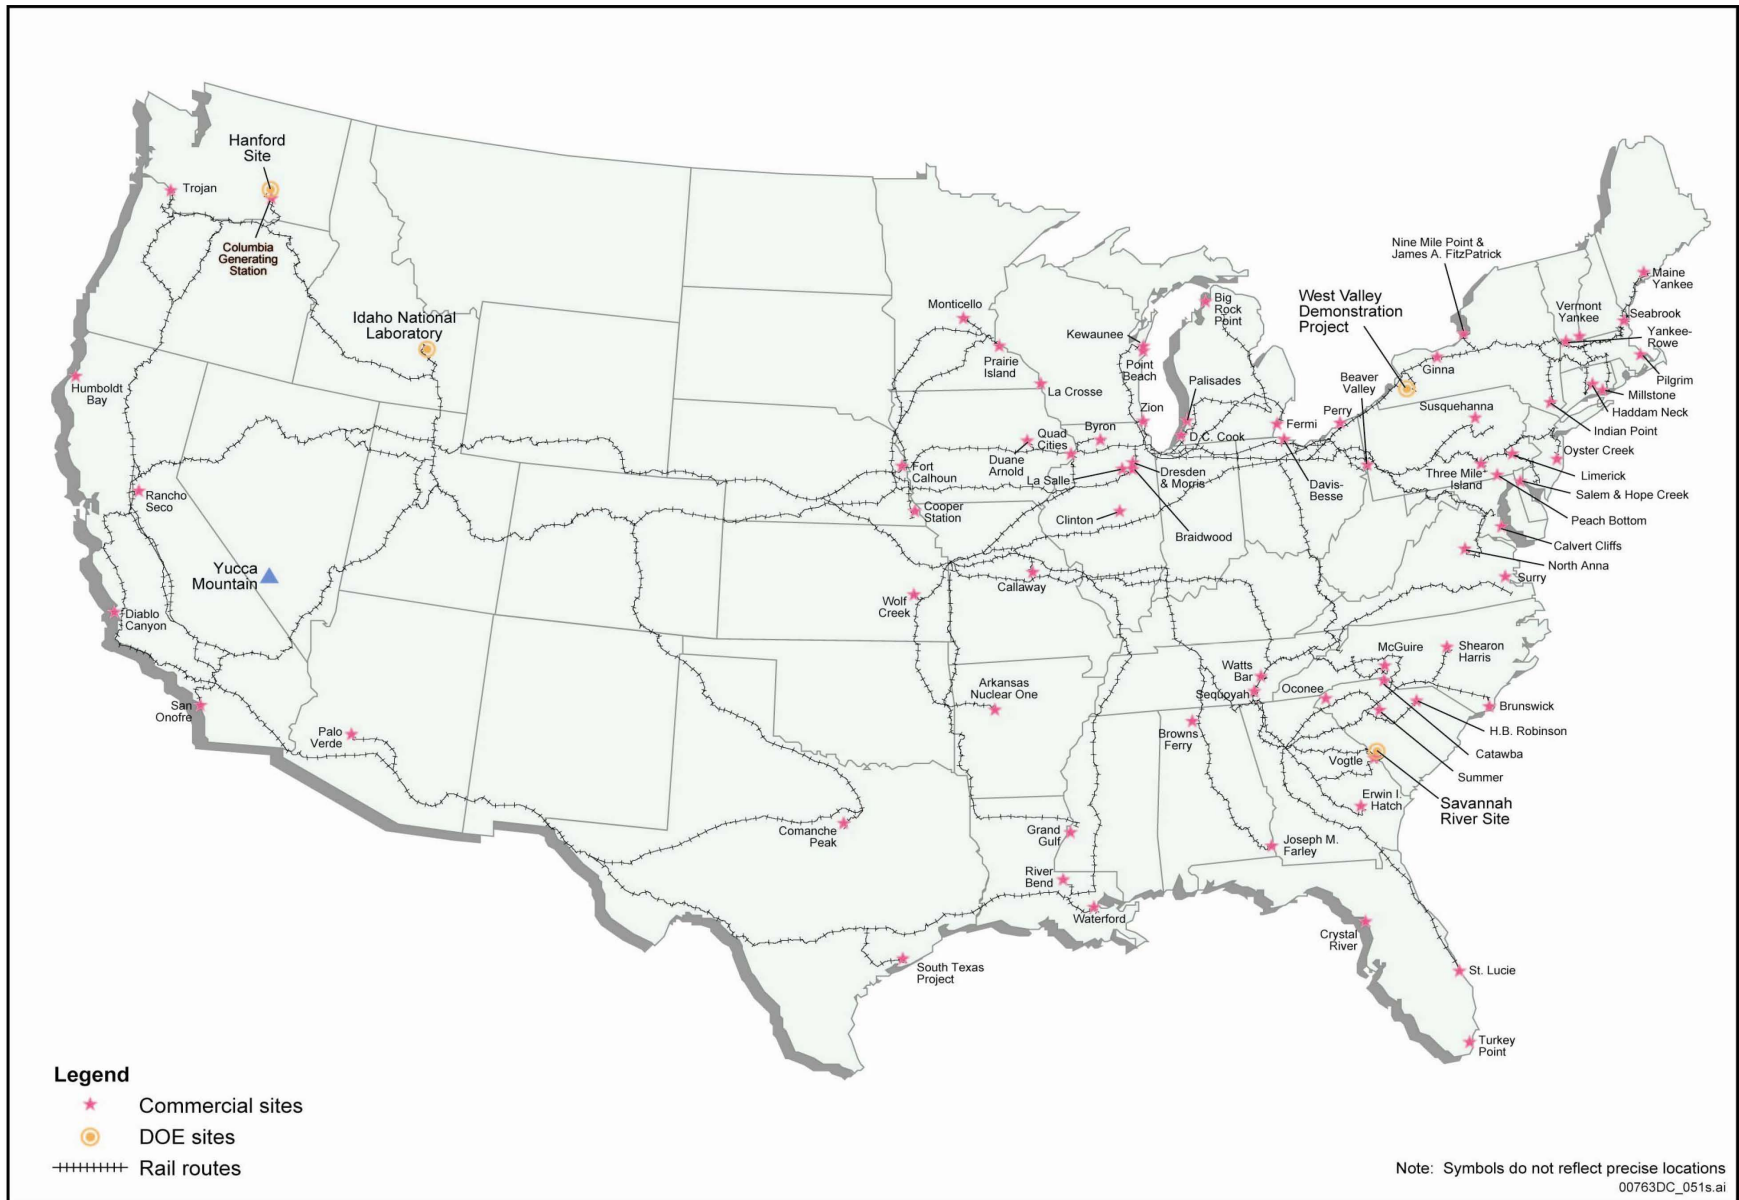 Hanford
Site
Trojan
Columbia
Generating
Station
Idaho National
Laboratory
Humboldt
Bay
Rancho
Seco
Yucca
Mountain
Diablo
Canyon
San
Onofre
Palo
Verde
Monticello
Prairie
Island
La Crosse
Kewaunee
Point
Beach
Big
Rock
Point
Palisades
Zion
D.C. Cook
Byron
Quad
Cities
Duane
Arnold
La Salle
Dresden
& Morris
Braidwood
Clinton
Fort
Calhoun
Cooper
Station
Wolf
Creek
Callaway
Arkansas
Nuclear One
Comanche
Peak
Grand
Gulf
River
Bend
Waterford
South Texas
Project
Nine Mile Point &
James A. FitzPatrick
West Valley
Demonstration
Project
Beaver
Valley
Perry
Fermi
Davis-
Besse
Ginna
Susquehanna
Three Mile
Island
Vermont
Yankee
Maine
Yankee
Seabrook
Yankee-
Rowe
Pilgrim
Millstone
Haddam Neck
Indian Point
Oyster Creek
Limerick
Salem & Hope Creek
Peach Bottom
Calvert Cliffs
North Anna
Surry
McGuire
Shearon
Harris
Watts
Bar
Sequoyah
Oconee
Browns
Ferry
Brunswick
H.B. Robinson
Catawba
Summer
Vogtle
Savannah
River Site
Erwin I.
Hatch
Joseph M.
Farley
Crystal
River
St. Lucie
Turkey
Point
Legend
Commercial sites
DOE sites
Rail routes
Note: Symbols do not reflect precise locations
00763DC_051s.ai